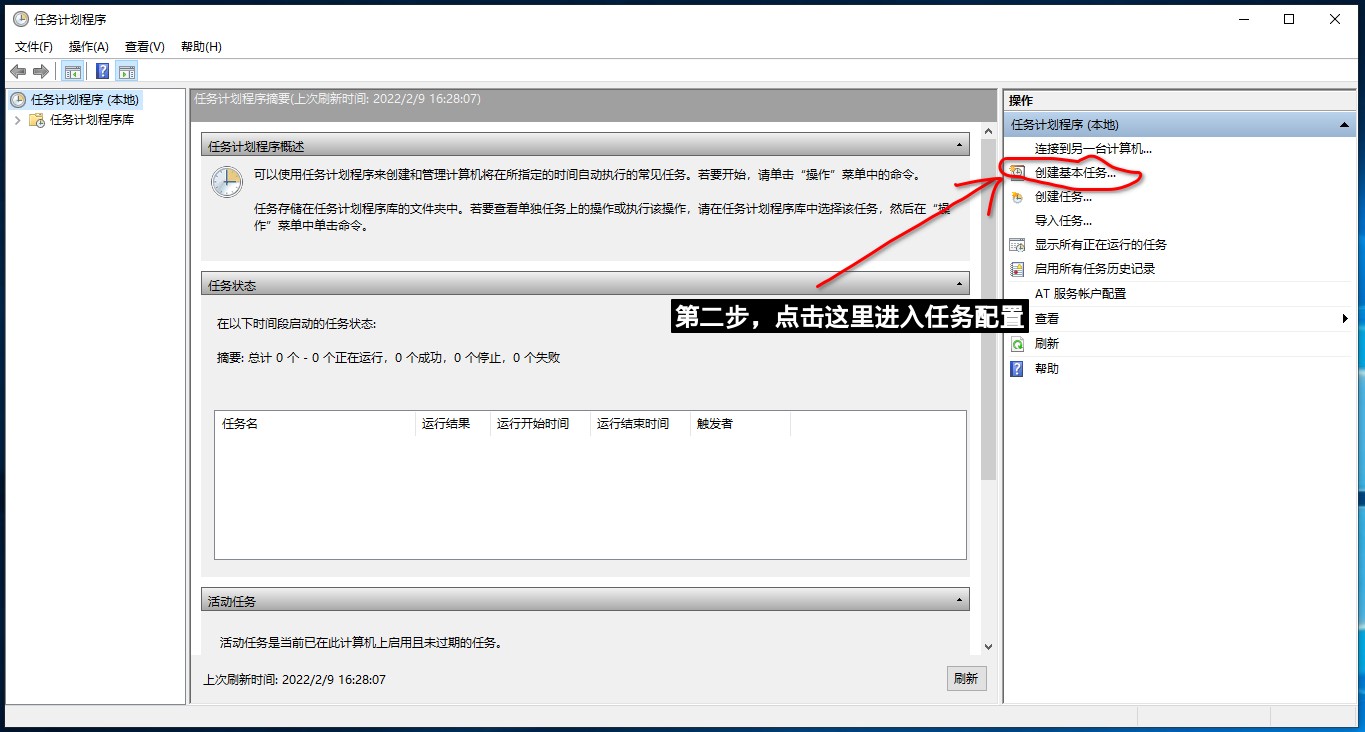 任务计划程序
文件(F) 操作(A) 查看(V) 帮助(H)
任务计划程序 (本地)
任务计划程序库
任务计划程序摘要(上次刷新时间: 2022/2/9 16:28:07)
任务计划程序概述
可以使用任务计划程序来创建和管理计算机将在所指定的时间自动执行的常见任务。若要开始，请单击“操作”菜单中的命令。
任务存储在任务计划程序库的文件夹中。若要查看单独任务上的操作或执行该操作，请在任务计划程序库中选择该任务，然后在“操
作”菜单中单击命令。
任务状态
在以下时间段启动的任务状态:
摘要: 总计 0 个 - 0 个正在运行，0 个成功，0 个停止，0 个失败
任务名 运行结果 运行开始时间 运行结束时间 触发者
活动任务
活动任务是当前已在此计算机上启用且未过期的任务。
上次刷新时间: 2022/2/9 16:28:07
刷新
第二步，点击这里进入任务配置
操作
任务计划程序 (本地)
连接到另一台计算机...
创建基本任务...
创建任务...
导入任务...
显示所有正在运行的任务
启用所有任务历史记录
AT 服务帐户配置
查看
刷新
帮助